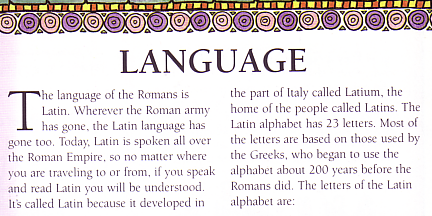 LANGUAGE
The language of the Romans is
Latin. Wherever the Roman army
has gone, the Latin language has
gone too. Today, Latin is spoken all over
the Roman Empire, so no matter where
you are traveling to or from, if you speak
and read Latin you will be understood.
It's called Latin because it developed in
the part of Italy called Latium, the
home of the people called Latins. The
Latin alphabet has 23 letters. Most of
the letters are based on those used by
the Greeks, who began to use the
alphabet about 200 years before the
Romans did. The letters of the Latin
alphabet are: